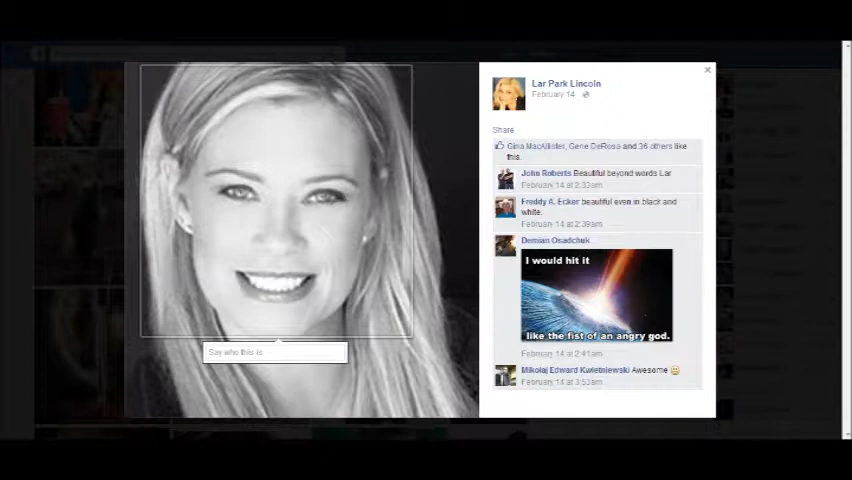 Lar Park Lincoln
February 14
Share
Gina MacAllister, Gene DeRosa and 36 others like
this.
John Roberts Beautiful beyond words Lar
February 14 at 2:33am
Freddy A. Ecker beautiful even in black and
white.
February 14 at 2:39am
Demian Osadchuk
I would hit it
like the fist of an angry god.
February 14 at 2:41am
Mikołaj Edward Kwietniewski Awesome
February 14 at 3:53am
Say who this is